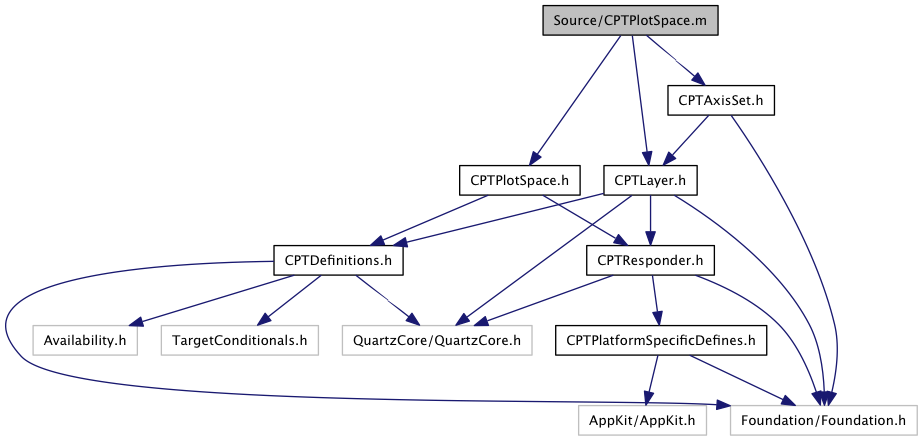 Source/CPTPlotSpace.m
CPTAxisSet.h
CPTPlotSpace.h
CPTLayer.h
CPTDefinitions.h
CPTResponder.h
Availability.h
TargetConditionals.h
QuartzCore/QuartzCore.h
CPTPlatformSpecificDefines.h
AppKit/AppKit.h
Foundation/Foundation.h